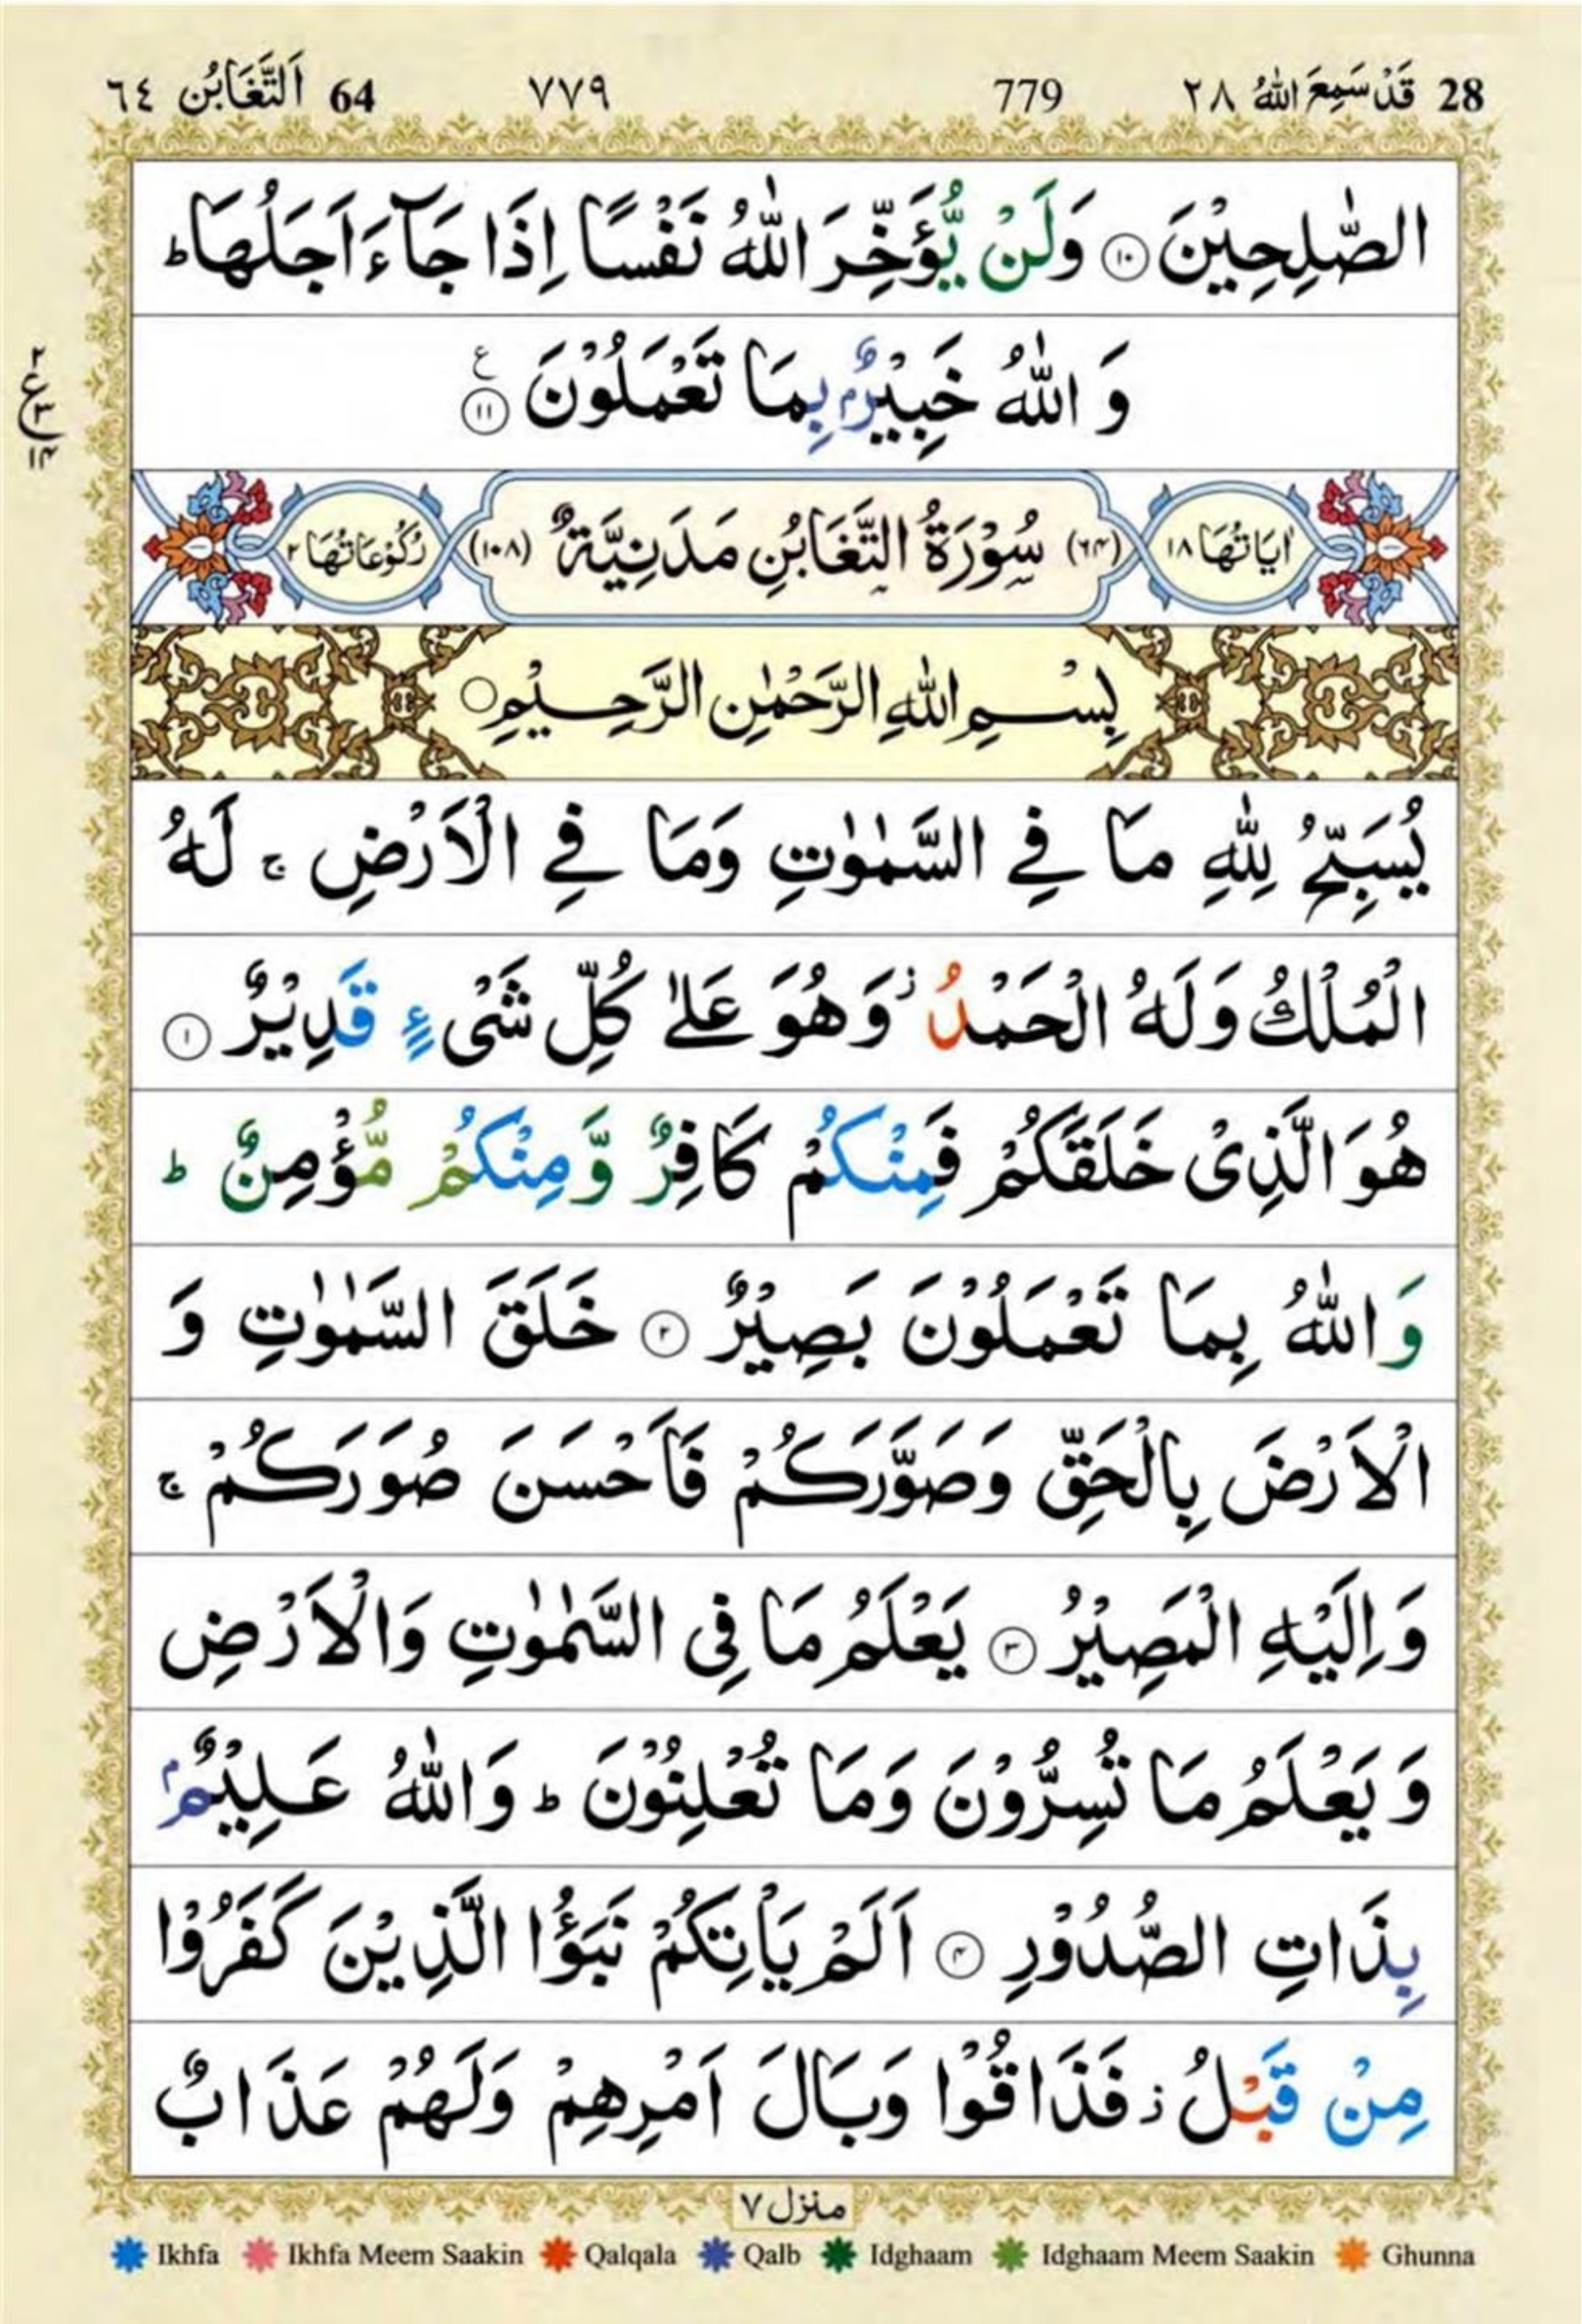 28 قَدْ سَمِعَ اللّٰهُ ٢٨ 779 ٧٧٩ 64 اَلتَّغَابُن ٦٤
الصّٰلِحِيْنَ ۝١٠ وَلَنْ يُّؤَخِّرَ اللّٰهُ نَفْسًا اِذَا جَآءَ اَجَلُهَا ؕ
وَ اللّٰهُ خَبِيْرٌۢ بِمَا تَعْمَلُوْنَ ۝١١ ع
٢ ع ٣ ١٤
اٰيَاتُهَا ١٨ (٦٤) سُوْرَةُ التَّغَابُنِ مَدَنِيَّةٌ (١٠٨) رُكُوْعَاتُهَا ٢
بِسْمِ اللّٰهِ الرَّحْمٰنِ الرَّحِيْمِ ○
يُسَبِّحُ لِلّٰهِ مَا فِے السَّمٰوٰتِ وَمَا فِے الْاَرْضِ ۚ لَهُ
الْمُلْكُ وَلَهُ الْحَمْدُ ز وَهُوَ عَلٰے كُلِّ شَىْءٍ قَدِيْرٌ ۝١
هُوَ الَّذِىْ خَلَقَكُمْ فَمِنْكُمْ كَافِرٌ وَّمِنْكُمْ مُّؤْمِنٌ ؕ
وَ اللّٰهُ بِمَا تَعْمَلُوْنَ بَصِيْرٌ ۝٢ خَلَقَ السَّمٰوٰتِ وَ
الْاَرْضَ بِالْحَقِّ وَصَوَّرَكُمْ فَاَحْسَنَ صُوَرَكُمْ ۚ
وَاِلَيْهِ الْمَصِيْرُ ۝٣ يَعْلَمُ مَا فِى السَّمٰوٰتِ وَالْاَرْضِ
وَ يَعْلَمُ مَا تُسِرُّوْنَ وَمَا تُعْلِنُوْنَ ؕ وَاللّٰهُ عَلِيْمٌۢ
بِذَاتِ الصُّدُوْرِ ۝٤ اَلَمْ يَاْتِكُمْ نَبَؤُا الَّذِيْنَ كَفَرُوْا
مِنْ قَبْلُ ز فَذَاقُوْا وَبَالَ اَمْرِهِمْ وَلَهُمْ عَذَابٌ
منزل ٧
Ikhfa Ikhfa Meem Saakin Qalqala Qalb Idghaam Idghaam Meem Saakin Ghunna